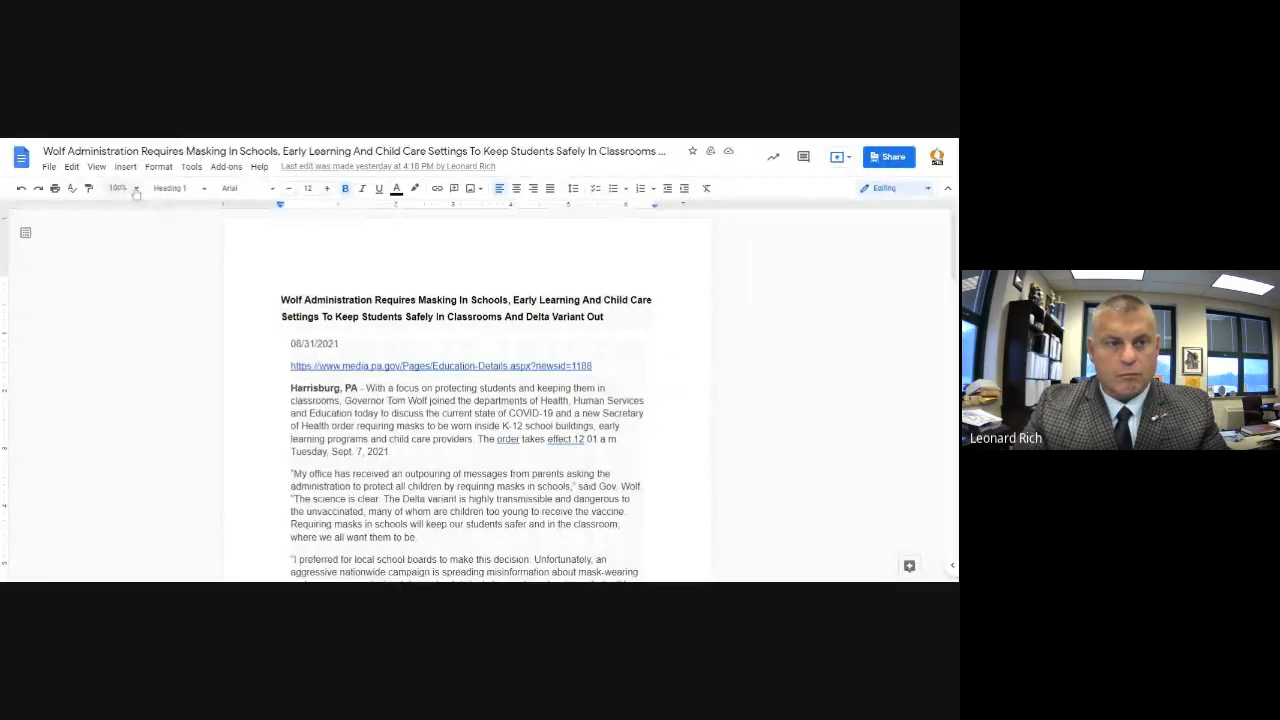 Wolf Administration Requires Masking In Schools, Early Learning And Child Care Settings To Keep Students Safely In Classrooms ...
Share
File Edit View Insert Format Tools Add-ons Help Last edit was made yesterday at 4:18 PM by Leonard Rich
100% Heading 1 Arial 12 B I U A Editing
1 1 2 3 4 5 6 7
Wolf Administration Requires Masking In Schools, Early Learning And Child Care
Settings To Keep Students Safely In Classrooms And Delta Variant Out
08/31/2021
https://www.media.pa.gov/Pages/Education-Details.aspx?newsid=1188
Harrisburg, PA - With a focus on protecting students and keeping them in
classrooms, Governor Tom Wolf joined the departments of Health, Human Services
and Education today to discuss the current state of COVID-19 and a new Secretary
of Health order requiring masks to be worn inside K-12 school buildings, early
learning programs and child care providers. The order takes effect 12:01 a.m.
Tuesday, Sept. 7, 2021.
"My office has received an outpouring of messages from parents asking the
administration to protect all children by requiring masks in schools," said Gov. Wolf.
"The science is clear. The Delta variant is highly transmissible and dangerous to
the unvaccinated, many of whom are children too young to receive the vaccine.
Requiring masks in schools will keep our students safer and in the classroom,
where we all want them to be.
"I preferred for local school boards to make this decision. Unfortunately, an
aggressive nationwide campaign is spreading misinformation about mask-wearing
Leonard Rich